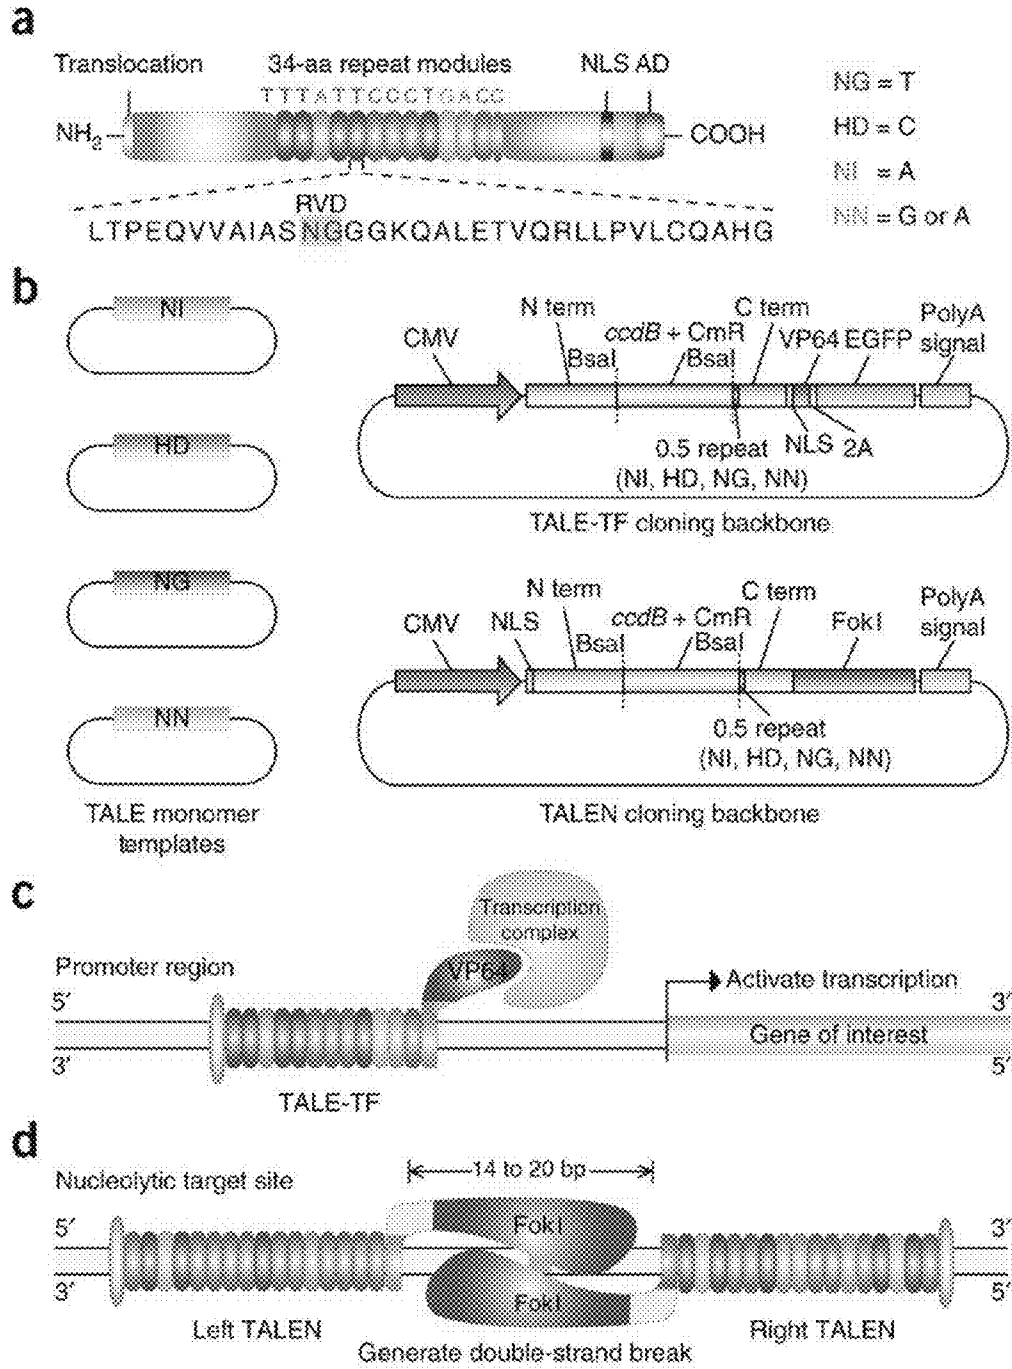 a
Translocation
34-aa repeat modules
NLS AD
TTTATTCCCTGACC
NH2
COOH
NG = T
HD = C
NI = A
NN = G or A
RVD
LTPEQVVAIASNGGGKQALETVQRLLPVLCQAHG
b
NI
HD
NG
NN
TALE monomer
templates
CMV
N term
BsaI
ccdB + CmR
BsaI
C term
VP64
EGFP
PolyA
signal
0.5 repeat
(NI, HD, NG, NN)
NLS
2A
TALE-TF cloning backbone
CMV
NLS
N term
BsaI
ccdB + CmR
BsaI
C term
FokI
PolyA
signal
0.5 repeat
(NI, HD, NG, NN)
TALEN cloning backbone
c
Transcription
complex
VP64
Promoter region
5′
3′
Activate transcription
Gene of interest
3′
5′
TALE-TF
d
Nucleolytic target site
14 to 20 bp
5′
3′
FokI
FokI
3′
5′
Left TALEN
Right TALEN
Generate double-strand break